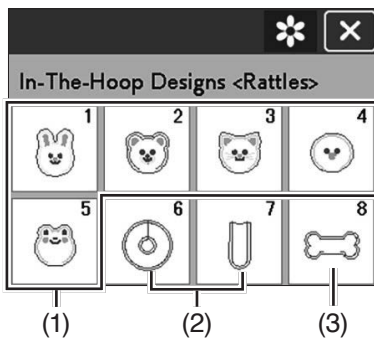 In-The-Hoop Designs <Rattles>
1 2 3 4
5 6 7 8
(1) (2) (3)